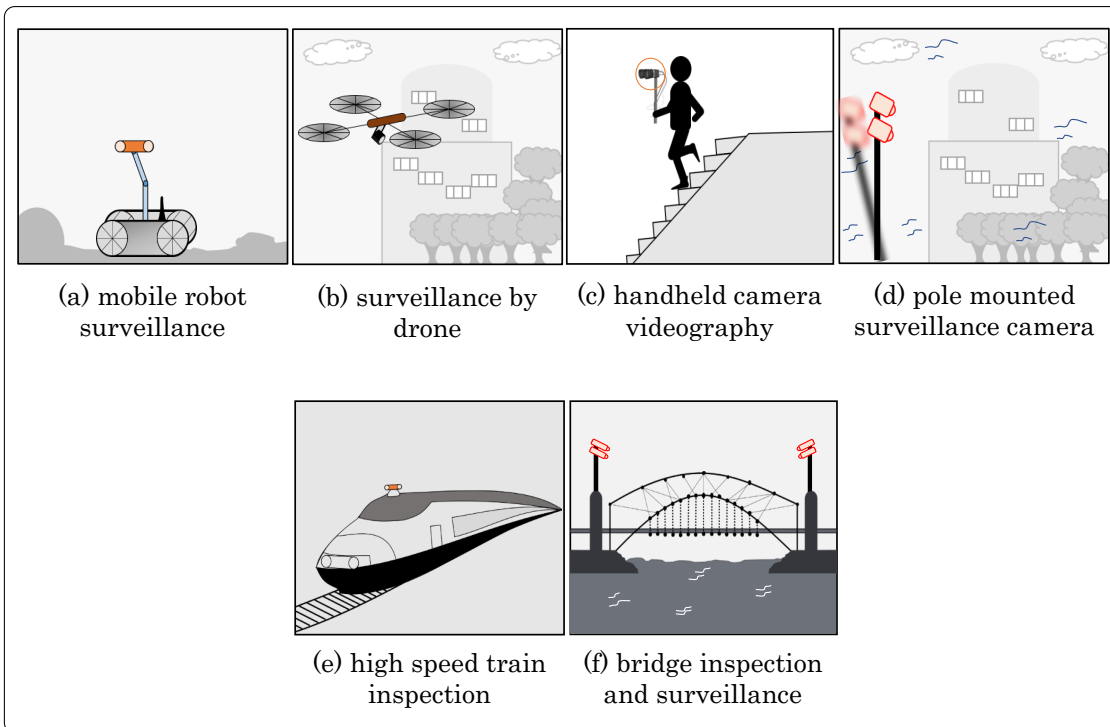 (a) mobile robot
surveillance
(b) surveillance by
drone
(c) handheld camera
videography
(d) pole mounted
surveillance camera
(e) high speed train
inspection
(f) bridge inspection
and surveillance